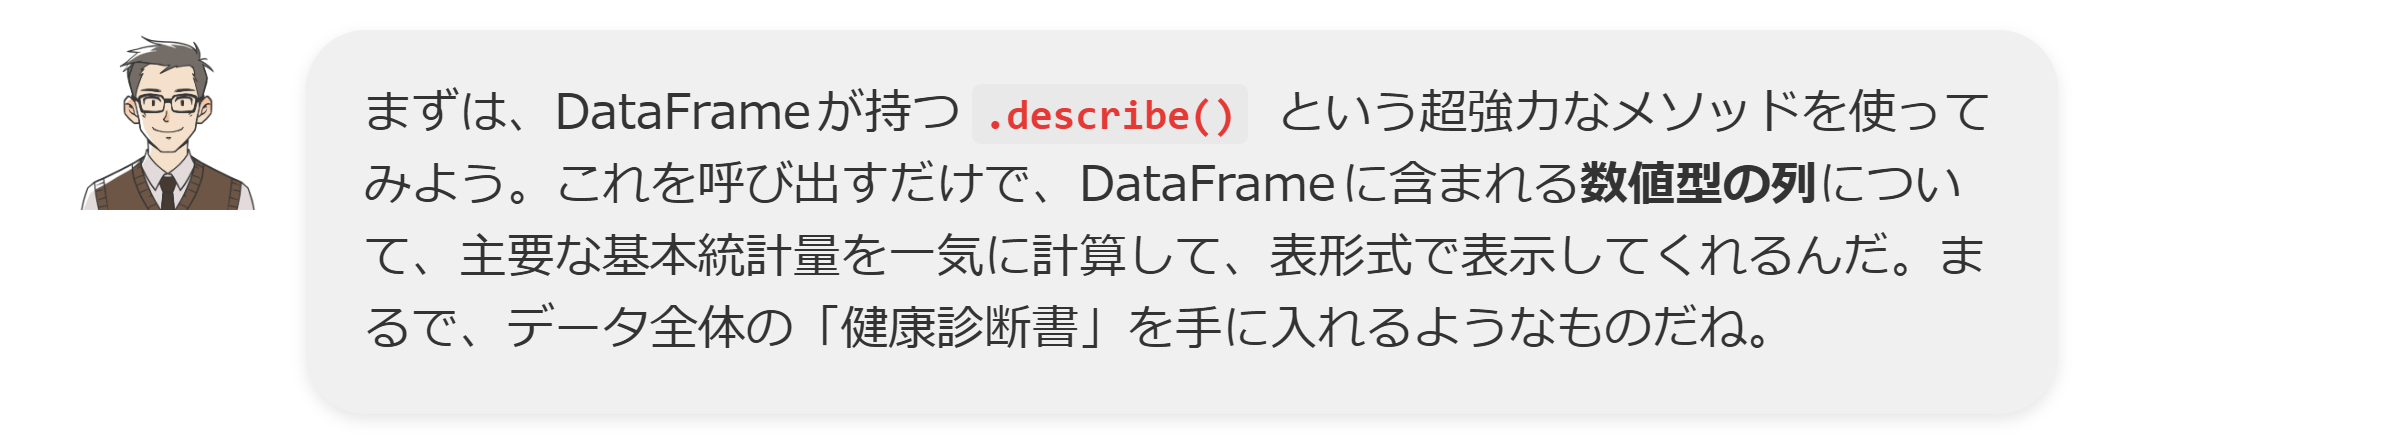 まずは、DataFrameが持つ .describe() という超強力なメソッドを使って
みよう。これを呼び出すだけで、DataFrameに含まれる数値型の列につい
て、主要な基本統計量を一気に計算して、表形式で表示してくれるんだ。ま
るで、データ全体の「健康診断書」を手に入れるようなものだね。